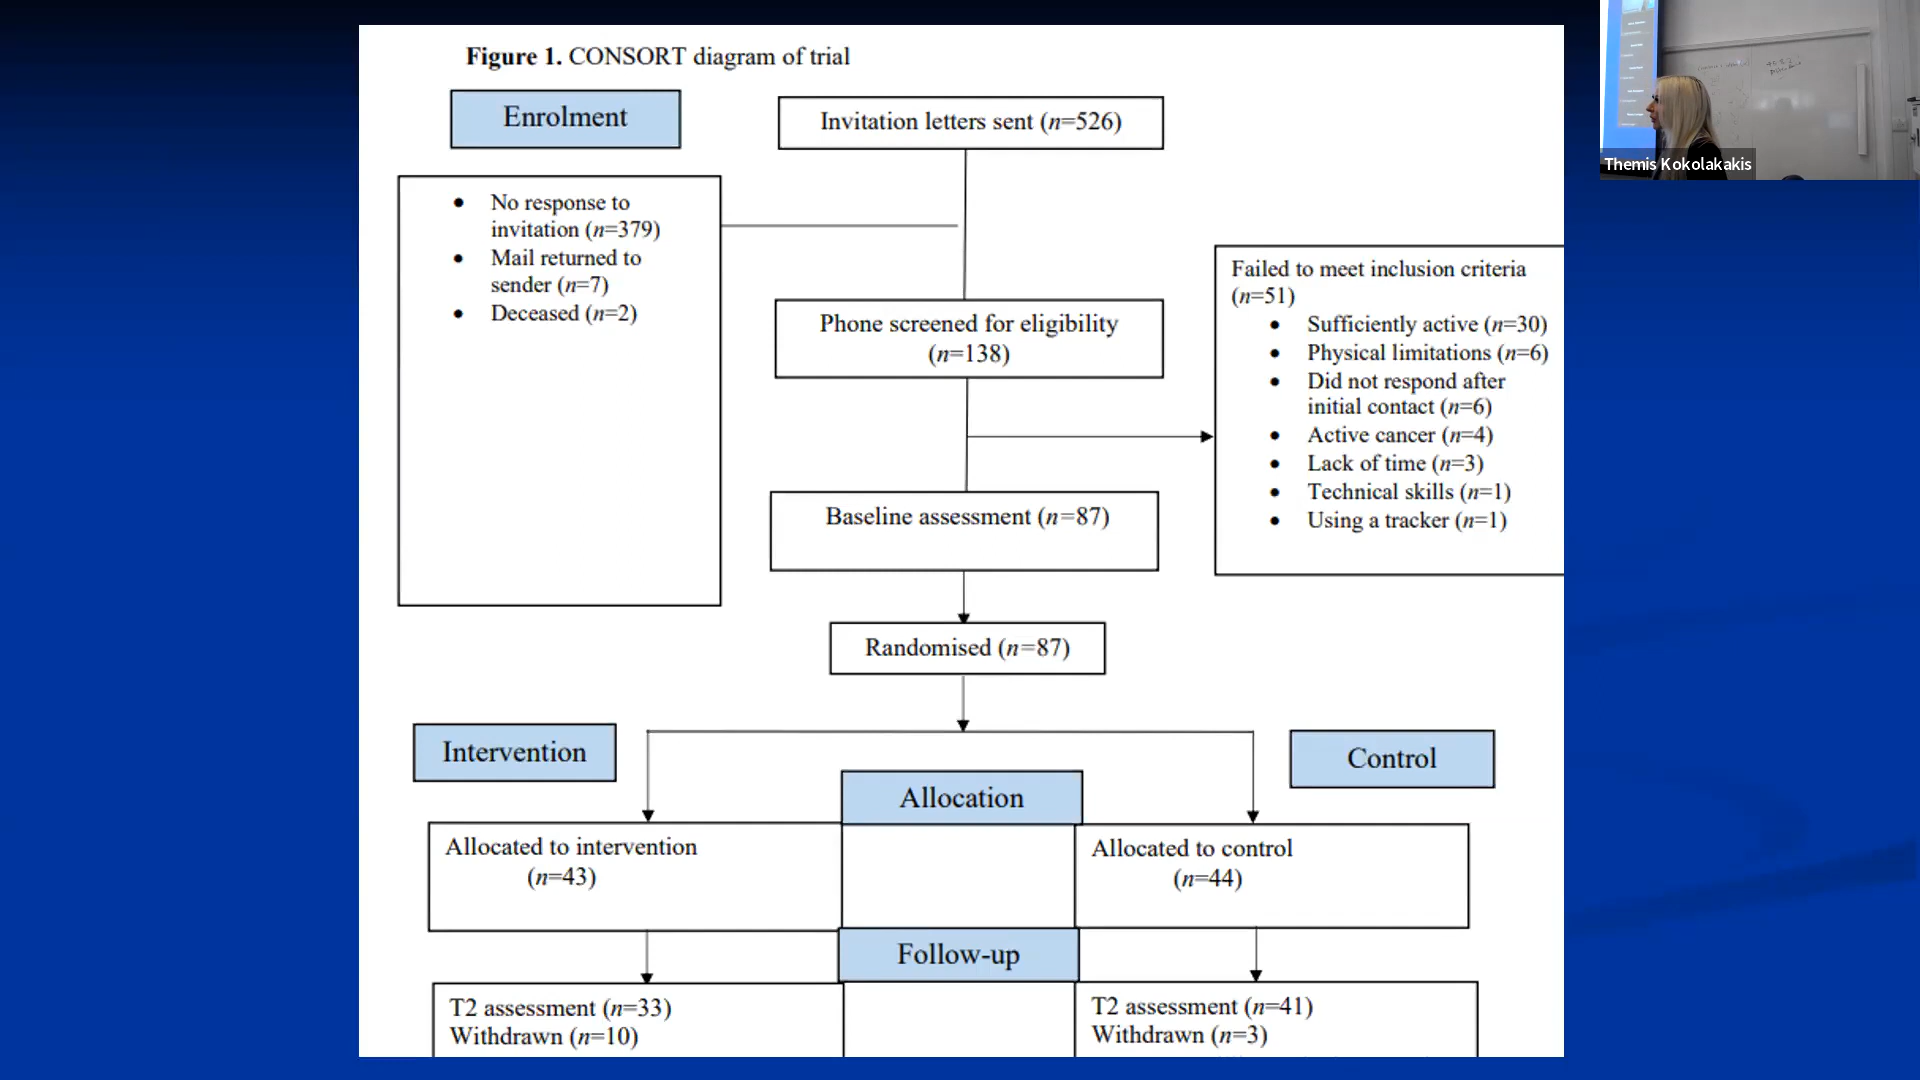 Figure 1. CONSORT diagram of trial
Enrolment
Invitation letters sent (n=526)
• No response to
invitation (n=379)
• Mail returned to
sender (n=7)
• Deceased (n=2)
Phone screened for eligibility
(n=138)
Failed to meet inclusion criteria
(n=51)
• Sufficiently active (n=30)
• Physical limitations (n=6)
• Did not respond after
initial contact (n=6)
• Active cancer (n=4)
• Lack of time (n=3)
• Technical skills (n=1)
• Using a tracker (n=1)
Baseline assessment (n=87)
Randomised (n=87)
Intervention
Control
Allocation
Allocated to intervention
(n=43)
Allocated to control
(n=44)
Follow-up
T2 assessment (n=33)
Withdrawn (n=10)
T2 assessment (n=41)
Withdrawn (n=3)
Themis Kokolakakis